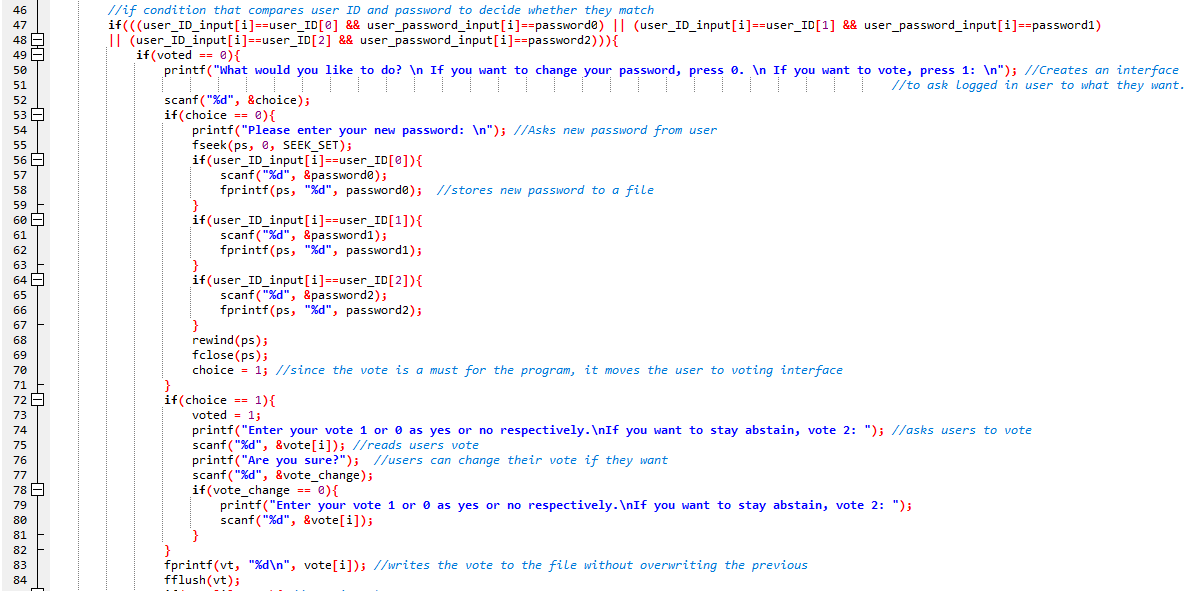 46 //if condition that compares user ID and password to decide whether they match
47 if(((user_ID_input[i]==user_ID[0] && user_password_input[i]==password0) || (user_ID_input[i]==user_ID[1] && user_password_input[i]==password1)
48 || (user_ID_input[i]==user_ID[2] && user_password_input[i]==password2))){
49 if(voted == 0){
50 printf("What would you like to do? \n If you want to change your password, press 0. \n If you want to vote, press 1: \n"); //Creates an interface
51 //to ask logged in user to what they want.
52 scanf("%d", &choice);
53 if(choice == 0){
54 printf("Please enter your new password: \n"); //Asks new password from user
55 fseek(ps, 0, SEEK_SET);
56 if(user_ID_input[i]==user_ID[0]){
57 scanf("%d", &password0);
58 fprintf(ps, "%d", password0); //stores new password to a file
59 }
60 if(user_ID_input[i]==user_ID[1]){
61 scanf("%d", &password1);
62 fprintf(ps, "%d", password1);
63 }
64 if(user_ID_input[i]==user_ID[2]){
65 scanf("%d", &password2);
66 fprintf(ps, "%d", password2);
67 }
68 rewind(ps);
69 fclose(ps);
70 choice = 1; //since the vote is a must for the program, it moves the user to voting interface
71 }
72 if(choice == 1){
73 voted = 1;
74 printf("Enter your vote 1 or 0 as yes or no respectively.\nIf you want to stay abstain, vote 2: "); //asks users to vote
75 scanf("%d", &vote[i]); //reads users vote
76 printf("Are you sure?"); //users can change their vote if they want
77 scanf("%d", &vote_change);
78 if(vote_change == 0){
79 printf("Enter your vote 1 or 0 as yes or no respectively.\nIf you want to stay abstain, vote 2: ");
80 scanf("%d", &vote[i]);
81 }
82 }
83 fprintf(vt, "%d\n", vote[i]); //writes the vote to the file without overwriting the previous
84 fflush(vt);